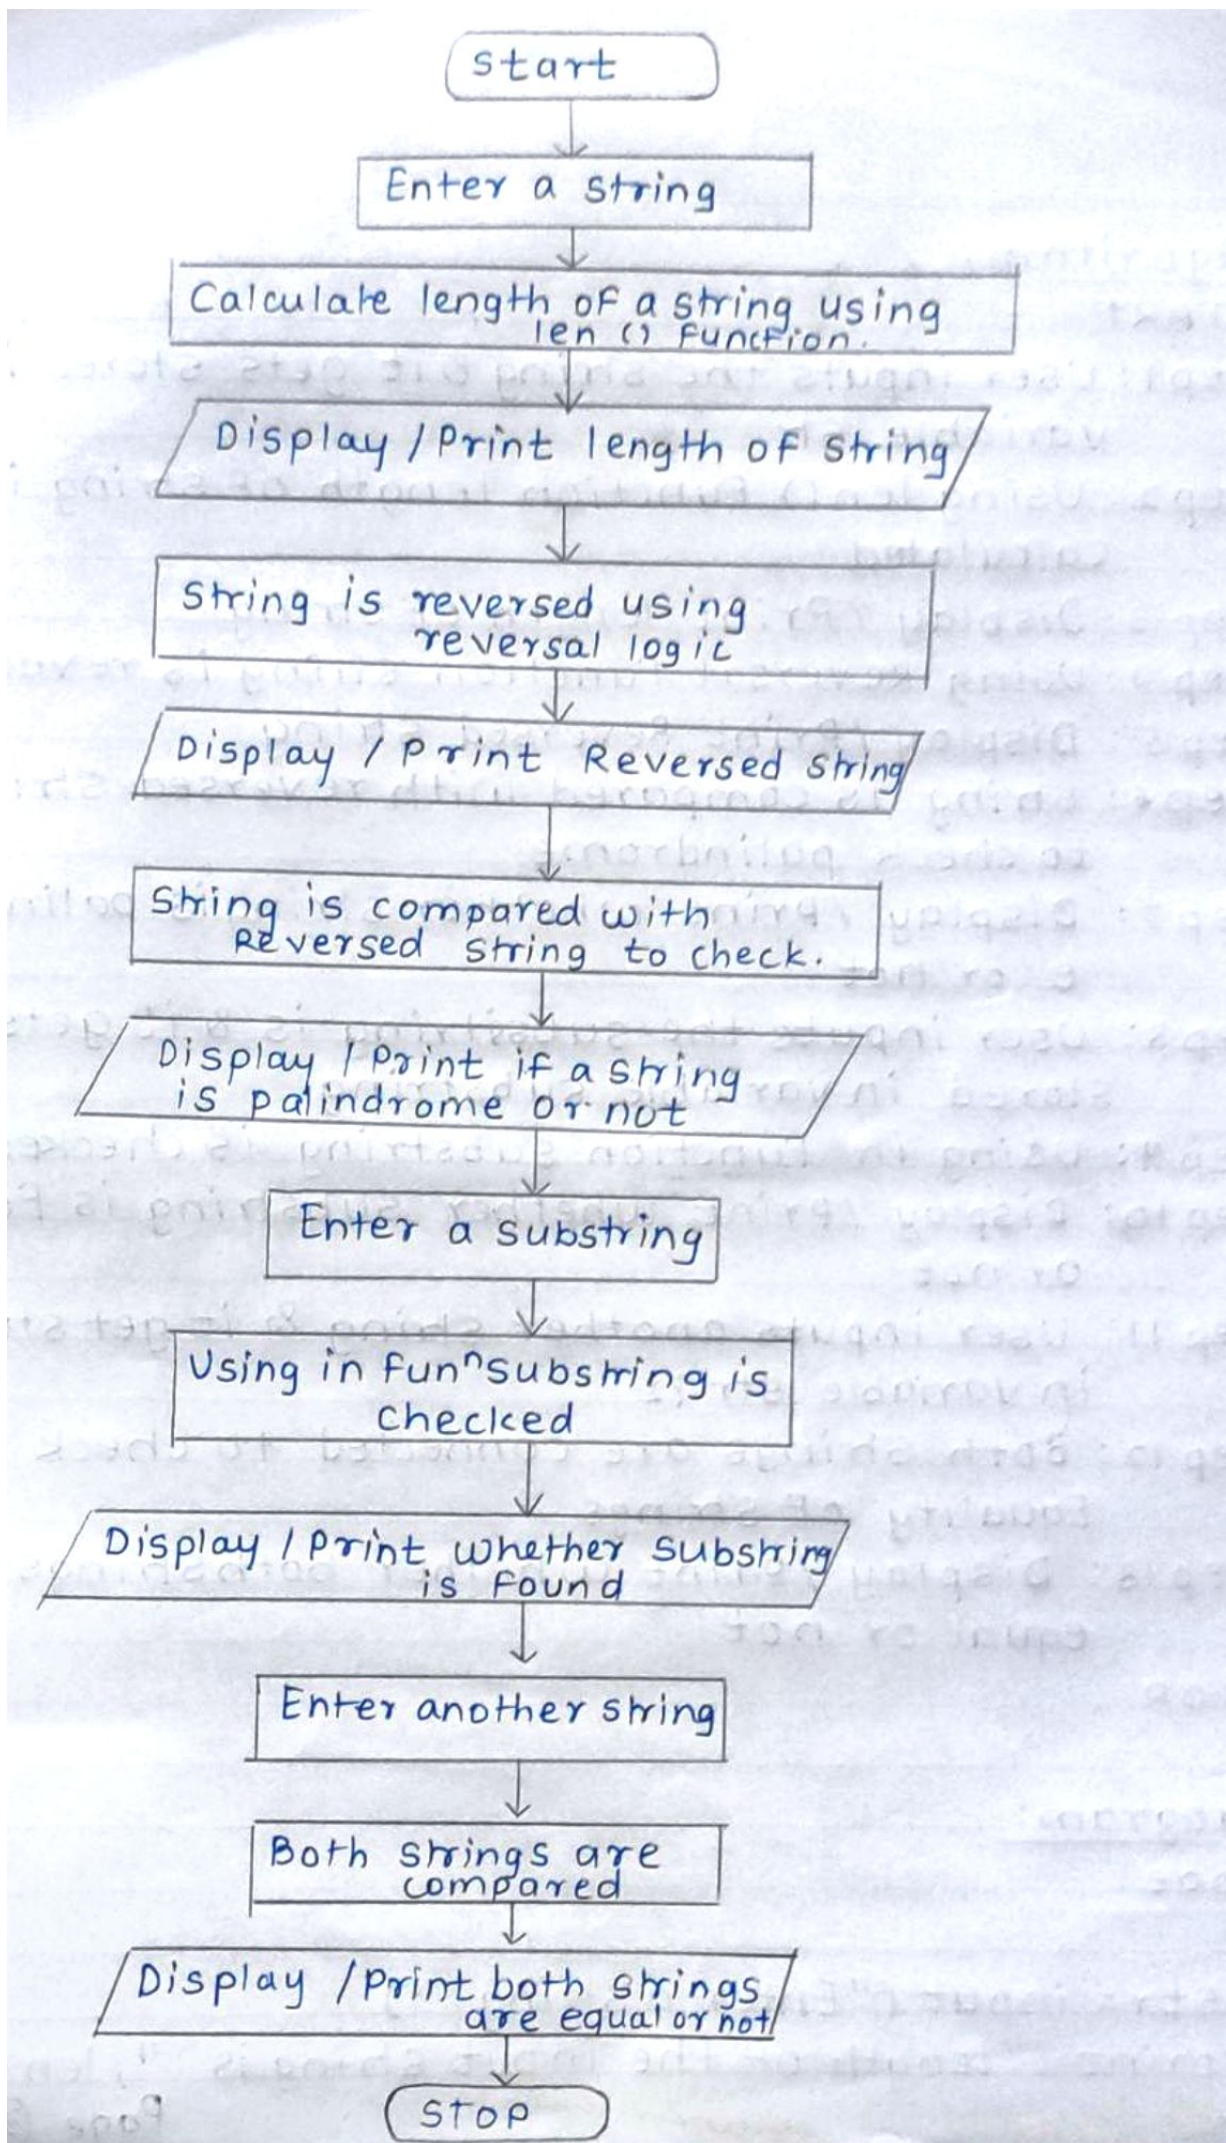 Start
Enter a string
Calculate length of a string using
len () function.
Display / Print length of string
String is reversed using
reversal logic
Display / Print Reversed string
String is compared with
Reversed string to check.
Display / Print if a string
is palindrome or not
Enter a substring
Using in funⁿ substring is
checked
Display / Print whether substring
is found
Enter another string
Both strings are
compared
Display / Print both strings
are equal or not
STOP